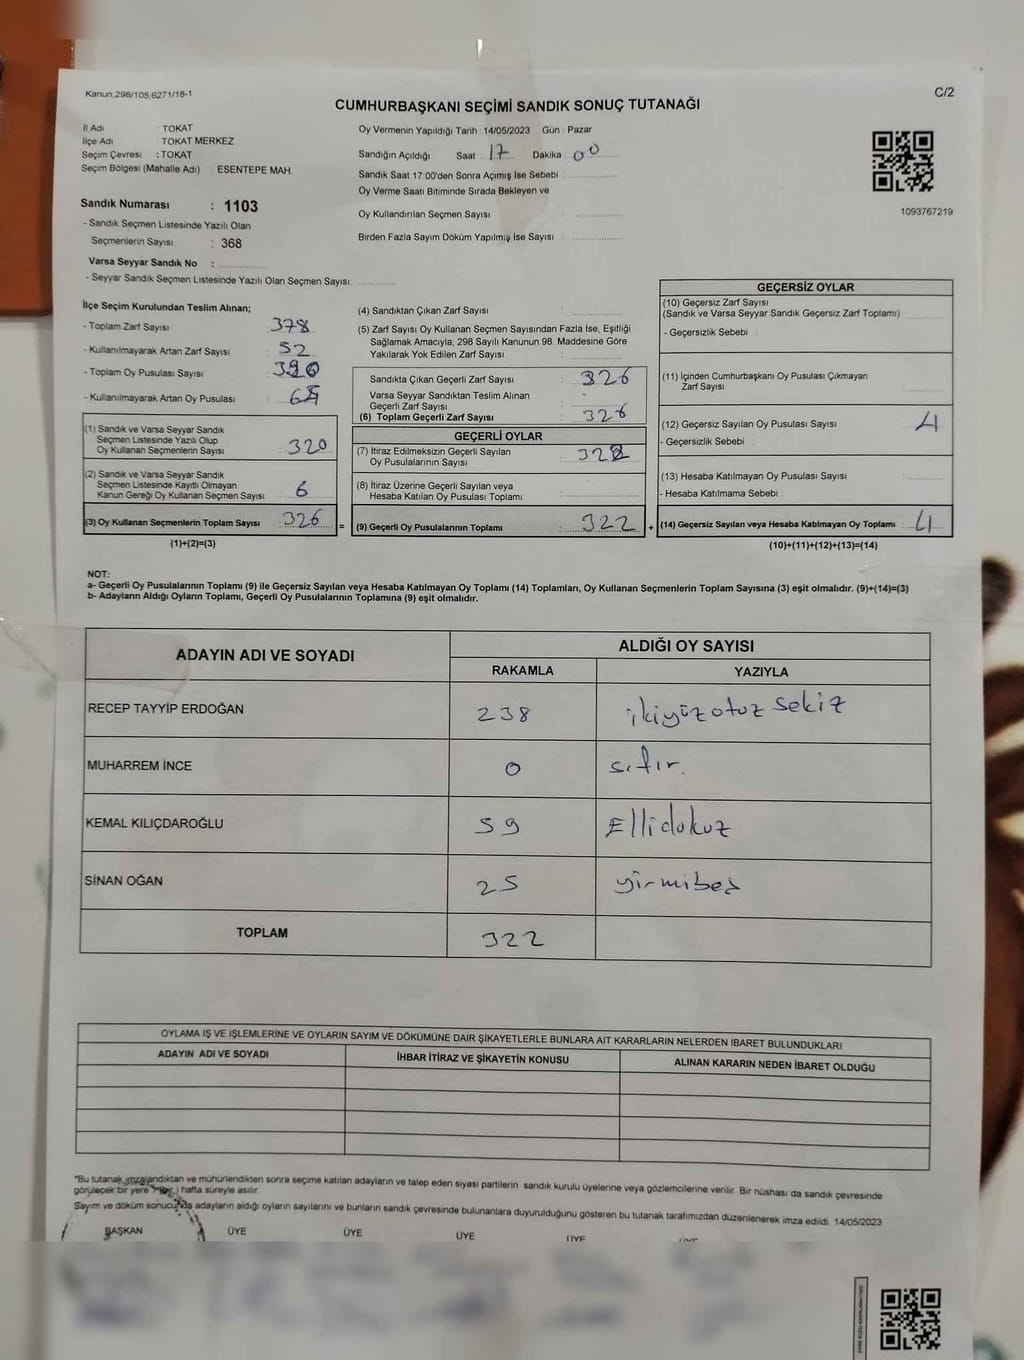 Kanun;298/105,6271/18-1
C/2
CUMHURBAŞKANI SEÇİMİ SANDIK SONUÇ TUTANAĞI
İl Adı : TOKAT
İlçe Adı : TOKAT MERKEZ
Seçim Çevresi : TOKAT
Seçim Bölgesi (Mahalle Adı) : ESENTEPE MAH.
Sandık Numarası : 1103
- Sandık Seçmen Listesinde Yazılı Olan
Seçmenlerin Sayısı : 368
Varsa Seyyar Sandık No :
- Seyyar Sandık Seçmen Listesinde Yazılı Olan Seçmen Sayısı:
Oy Vermenin Yapıldığı Tarih : 14/05/2023 Gün : Pazar
Sandığın Açıldığı Saat : 17 Dakika : 00
Sandık Saat 17:00'den Sonra Açımış İse Sebebi :
Oy Verme Saati Bitiminde Sırada Bekleyen ve
Oy Kullandırılan Seçmen Sayısı :
Birden Fazla Sayım Döküm Yapılmış İse Sayısı :
1093767219
İlçe Seçim Kurulundan Teslim Alınan;
- Toplam Zarf Sayısı : 378
- Kullanılmayarak Artan Zarf Sayısı : 52
- Toplam Oy Pusulası Sayısı :
- Kullanılmayarak Artan Oy Pusulası :
(1) Sandık ve Varsa Seyyar Sandık
Seçmen Listesinde Yazılı Olup
Oy Kullanan Seçmenlerin Sayısı : 320
(2) Sandık ve Varsa Seyyar Sandık
Seçmen Listesinde Kayıtlı Olmayan
Kanun Gereği Oy Kullanan Seçmen Sayısı : 6
(3) Oy Kullanan Seçmenlerin Toplam Sayısı : 326
(1)+(2)=(3)
(4) Sandıktan Çıkan Zarf Sayısı :
(5) Zarf Sayısı Oy Kullanan Seçmen Sayısından Fazla İse, Eşitliği
Sağlamak Amacıyla; 298 Sayılı Kanunun 98. Maddesine Göre
Yakılarak Yok Edilen Zarf Sayısı :
Sandıkta Çıkan Geçerli Zarf Sayısı : 326
Varsa Seyyar Sandıktan Teslim Alınan
Geçerli Zarf Sayısı :
(6) Toplam Geçerli Zarf Sayısı : 326
GEÇERLİ OYLAR
(7) İtiraz Edilmeksizin Geçerli Sayılan
Oy Pusulalarının Sayısı : 322
(8) İtiraz Üzerine Geçerli Sayılan veya
Hesaba Katılan Oy Pusulası Toplamı :
= (9) Geçerli Oy Pusulalarının Toplamı : 322 +
GEÇERSİZ OYLAR
(10) Geçersiz Zarf Sayısı
(Sandık ve Varsa Seyyar Sandık Geçersiz Zarf Toplamı)
- Geçersizlik Sebebi :
(11) İçinden Cumhurbaşkanı Oy Pusulası Çıkmayan
Zarf Sayısı
(12) Geçersiz Sayılan Oy Pusulası Sayısı 4
- Geçersizlik Sebebi :
(13) Hesaba Katılmayan Oy Pusulası Sayısı
- Hesaba Katılmama Sebebi :
(14) Geçersiz Sayılan veya Hesaba Katılmayan Oy Toplamı 4
(10)+(11)+(12)+(13)=(14)
NOT:
a- Geçerli Oy Pusulalarının Toplamı (9) ile Geçersiz Sayılan veya Hesaba Katılmayan Oy Toplamı (14) Toplamları, Oy Kullanan Seçmenlerin Toplam Sayısına (3) eşit olmalıdır. (9)+(14)=(3)
b- Adayların Aldığı Oyların Toplamı, Geçerli Oy Pusulalarının Toplamına (9) eşit olmalıdır.
ADAYIN ADI VE SOYADI
ALDIĞI OY SAYISI
RAKAMLA YAZIYLA
RECEP TAYYİP ERDOĞAN 238 ikiyüzotuz sekiz
MUHARREM İNCE 0 sıfır.
KEMAL KILIÇDAROĞLU 59 Ellidokuz
SİNAN OĞAN 25 yirmibeş
TOPLAM 322
OYLAMA İŞ VE İŞLEMLERİNE VE OYLARIN SAYIM VE DÖKÜMÜNE DAİR ŞİKAYETLERLE BUNLARA AİT KARARLARIN NELERDEN İBARET BULUNDUKLARI
ADAYIN ADI VE SOYADI İHBAR İTİRAZ VE ŞİKAYETİN KONUSU ALINAN KARARIN NEDEN İBARET OLDUĞU
*Bu tutanak imzalandıktan ve mühürlendikten sonra seçime katılan adayların ve talep eden siyasi partilerin sandık kurulu üyelerine veya gözlemcilerine verilir. Bir nüshası da sandık çevresinde
görülecek bir yere (Bir) hafta süreyle asılır.
Sayım ve döküm sonucunda adayların aldığı oyların sayılarını ve bunların sandık çevresinde bulunanlara duyurulduğunu gösteren bu tutanak tarafımızdan düzenlenerek imza edildi. 14/05/2023
BAŞKAN ÜYE ÜYE ÜYE ÜYE ÜYE